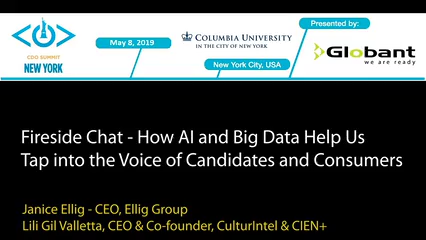 CDO SUMMIT
NEW YORK
May 8, 2019
COLUMBIA UNIVERSITY
IN THE CITY OF NEW YORK
New York City, USA
Presented by:
Globant
we are ready
Fireside Chat - How AI and Big Data Help Us
Tap into the Voice of Candidates and Consumers
Janice Ellig - CEO, Ellig Group
Lili Gil Valletta, CEO & Co-founder, CulturIntel & CIEN+